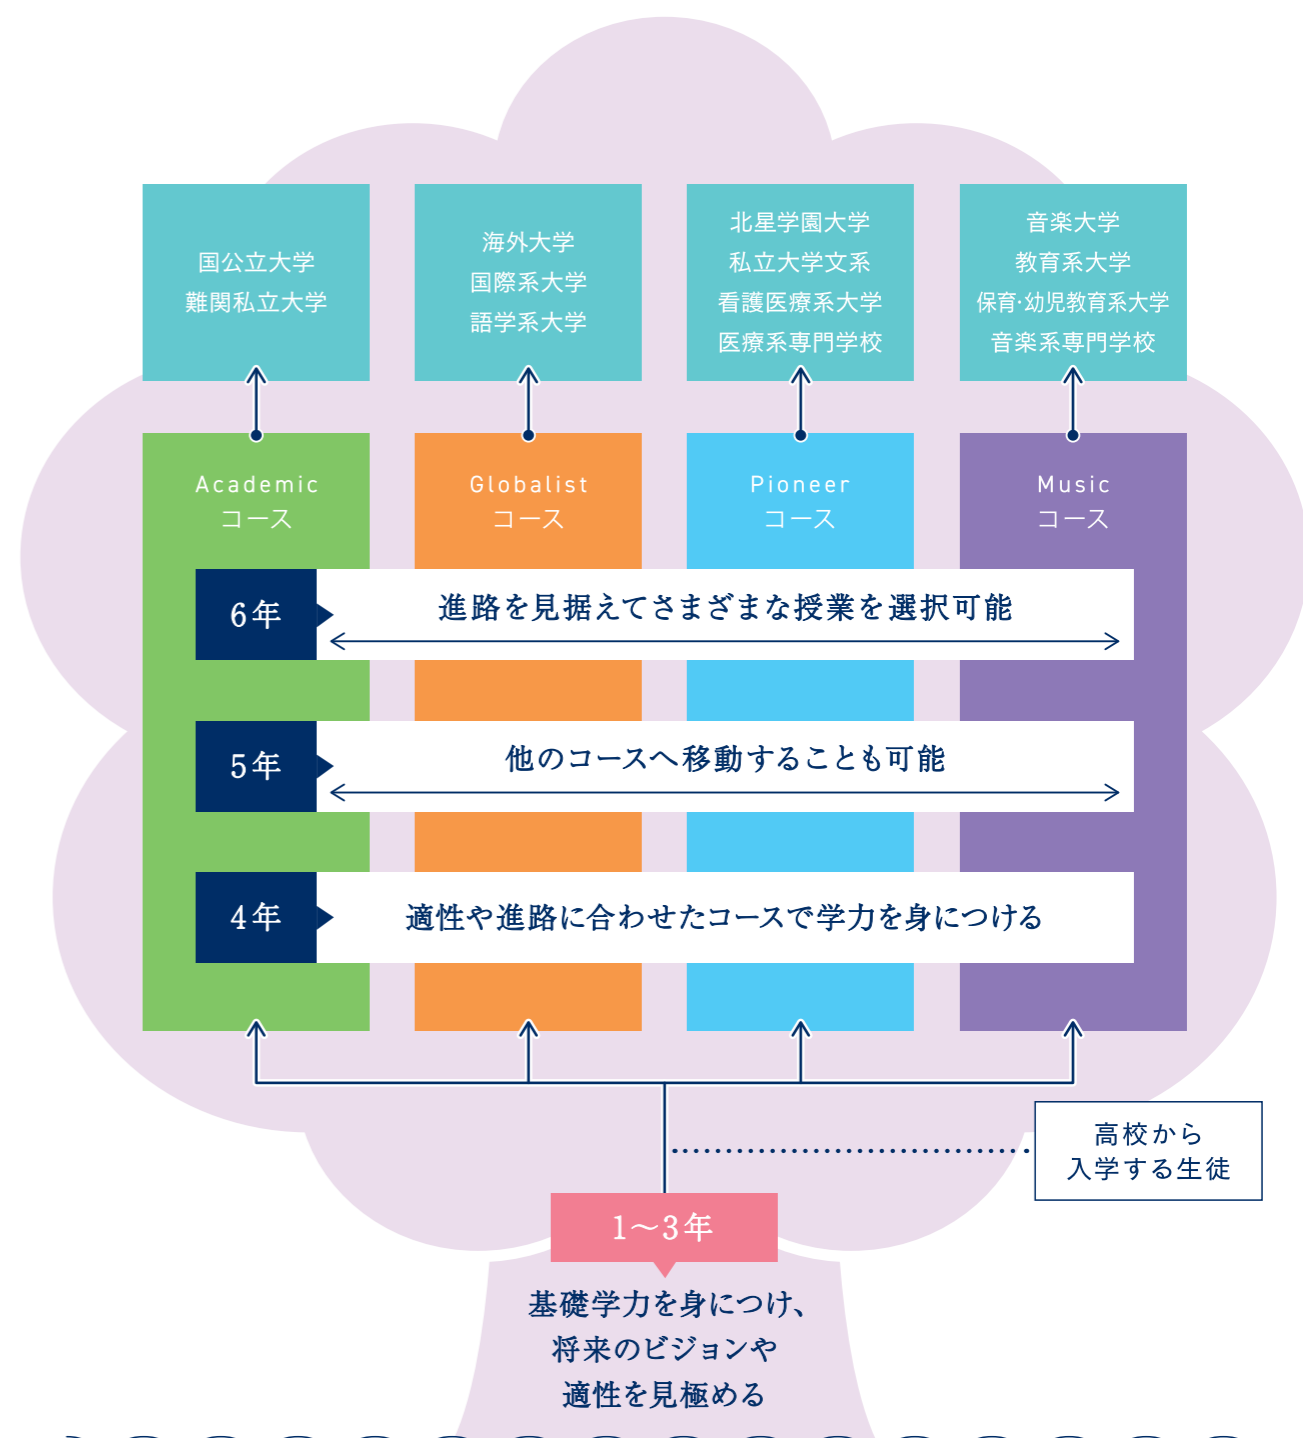 国公立大学
難関私立大学
海外大学
国際系大学
語学系大学
北星学園大学
私立大学文系
看護医療系大学
医療系専門学校
音楽大学
教育系大学
保育・幼児教育系大学
音楽系専門学校
Academic
コース
Globalist
コース
Pioneer
コース
Music
コース
6年
進路を見据えてさまざまな授業を選択可能
5年
他のコースへ移動することも可能
4年
適性や進路に合わせたコースで学力を身につける
高校から
入学する生徒
1〜3年
基礎学力を身につけ、
将来のビジョンや
適性を見極める